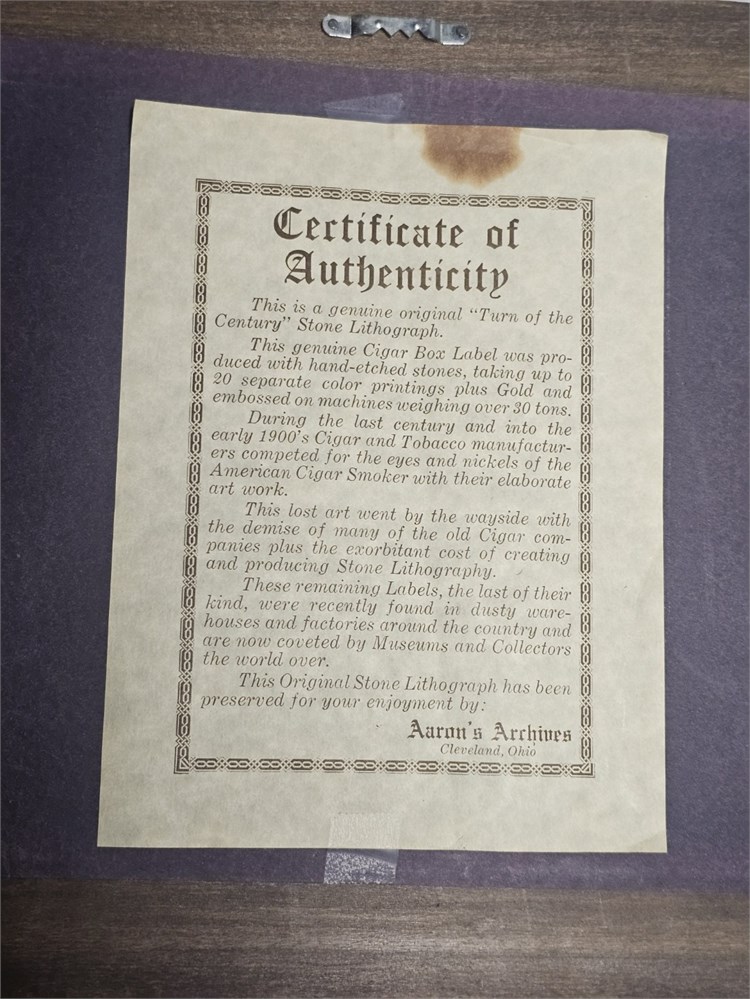 Certificate of
Authenticity
This is a genuine original "Turn of the
Century" Stone Lithograph.
This genuine Cigar Box Label was pro-
duced with hand-etched stones, taking up to
20 separate color printings plus Gold and
embossed on machines weighing over 30 tons.
During the last century and into the
early 1900's Cigar and Tobacco manufactur-
ers competed for the eyes and nickels of the
American Cigar Smoker with their elaborate
art work.
This lost art went by the wayside with
the demise of many of the old Cigar com-
panies plus the exorbitant cost of creating
and producing Stone Lithography.
These remaining Labels, the last of their
kind, were recently found in dusty ware-
houses and factories around the country and
are now coveted by Museums and Collectors
the world over.
This Original Stone Lithograph has been
preserved for your enjoyment by:
Aaron's Archives
Cleveland, Ohio